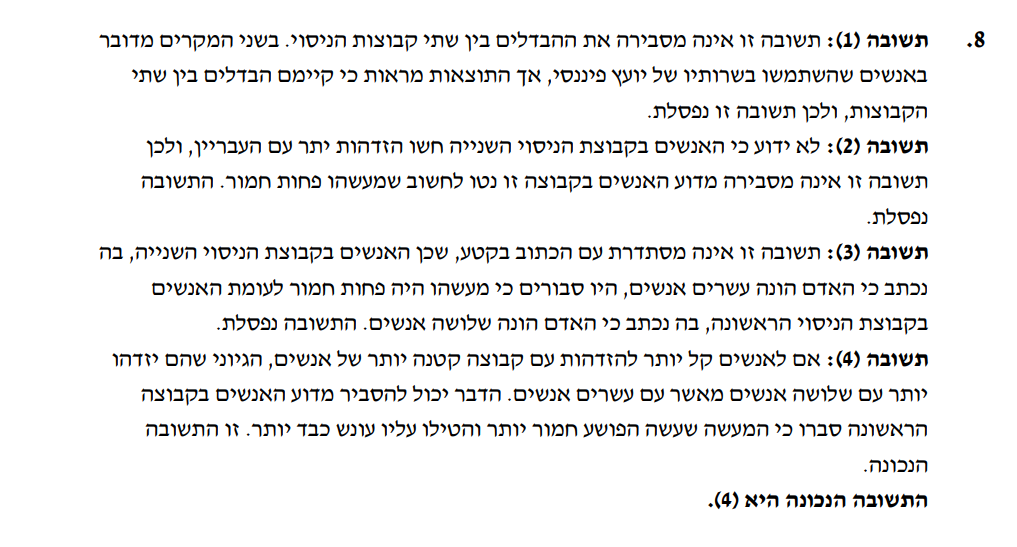 8. תשובה (1): תשובה זו אינה מסבירה את ההבדלים בין שתי קבוצות הניסוי. בשני המקרים מדובר
באנשים שהשתמשו בשרותיו של יועץ פיננסי, אך התוצאות מראות כי קיימם הבדלים בין שתי
הקבוצות, ולכן תשובה זו נפסלת.
תשובה (2): לא ידוע כי האנשים בקבוצת הניסוי השנייה חשו הזדהות יתר עם העבריין, ולכן
תשובה זו אינה מסבירה מדוע האנשים בקבוצה זו נטו לחשוב שמעשהו פחות חמור. התשובה
נפסלת.
תשובה (3): תשובה זו אינה מסתדרת עם הכתוב בקטע, שכן האנשים בקבוצת הניסוי השנייה, בה
נכתב כי האדם הונה עשרים אנשים, היו סבורים כי מעשהו היה פחות חמור לעומת האנשים
בקבוצת הניסוי הראשונה, בה נכתב כי האדם הונה שלושה אנשים. התשובה נפסלת.
תשובה (4): אם לאנשים קל יותר להזדהות עם קבוצה קטנה יותר של אנשים, הגיוני שהם יזדהו
יותר עם שלושה אנשים מאשר עם עשרים אנשים. הדבר יכול להסביר מדוע האנשים בקבוצה
הראשונה סברו כי המעשה שעשה הפושע חמור יותר והטילו עליו עונש כבד יותר. זו התשובה
הנכונה.
התשובה הנכונה היא (4).